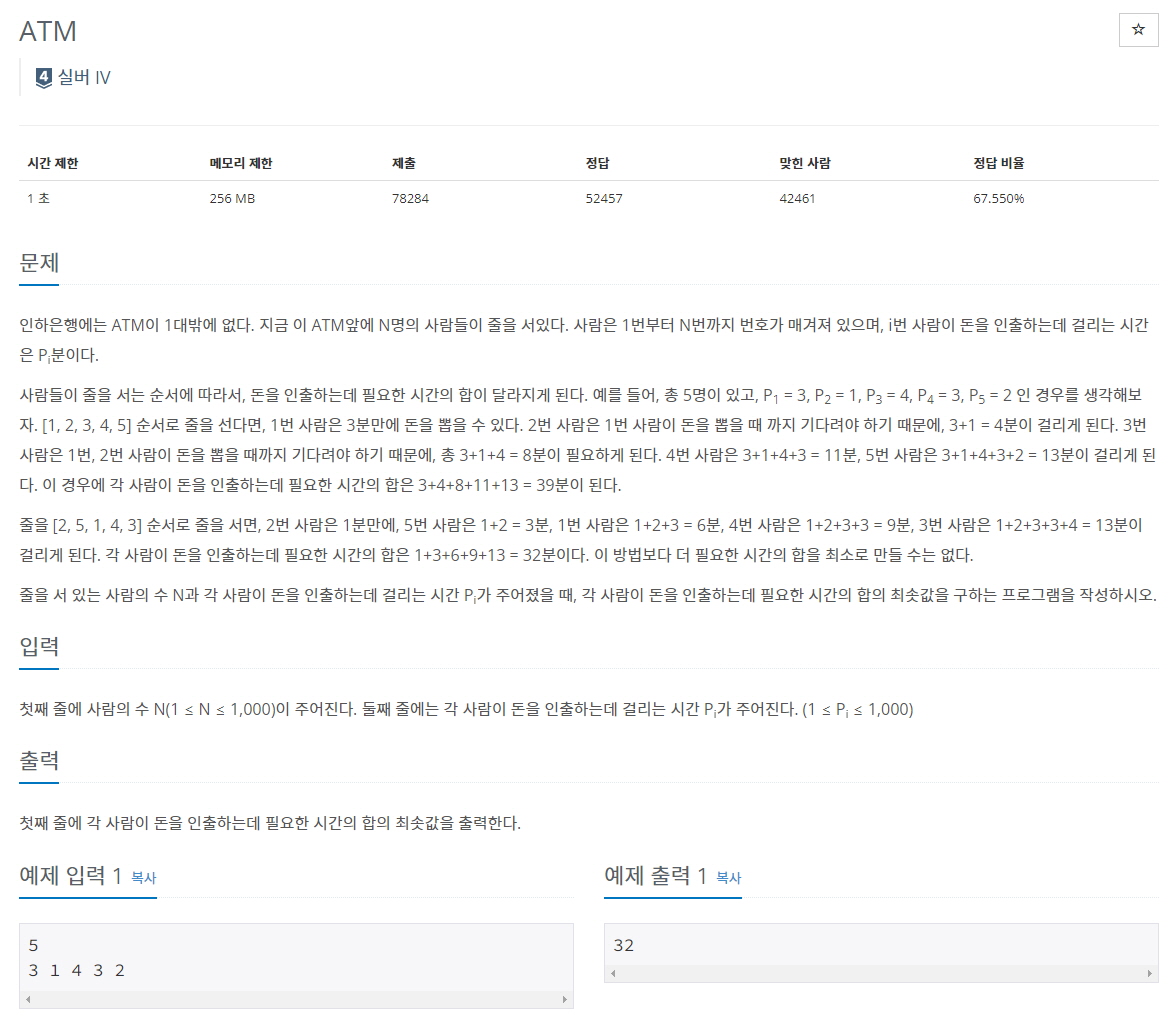 ATM
☆
4 실버 IV
시간 제한 메모리 제한 제출 정답 맞힌 사람 정답 비율
1 초 256 MB 78284 52457 42461 67.550%
문제
인하은행에는 ATM이 1대밖에 없다. 지금 이 ATM앞에 N명의 사람들이 줄을 서있다. 사람은 1번부터 N번까지 번호가 매겨져 있으며, i번 사람이 돈을 인출하는데 걸리는 시간
은 Pi분이다.
사람들이 줄을 서는 순서에 따라서, 돈을 인출하는데 필요한 시간의 합이 달라지게 된다. 예를 들어, 총 5명이 있고, P1 = 3, P2 = 1, P3 = 4, P4 = 3, P5 = 2 인 경우를 생각해보
자. [1, 2, 3, 4, 5] 순서로 줄을 선다면, 1번 사람은 3분만에 돈을 뽑을 수 있다. 2번 사람은 1번 사람이 돈을 뽑을 때 까지 기다려야 하기 때문에, 3+1 = 4분이 걸리게 된다. 3번
사람은 1번, 2번 사람이 돈을 뽑을 때까지 기다려야 하기 때문에, 총 3+1+4 = 8분이 필요하게 된다. 4번 사람은 3+1+4+3 = 11분, 5번 사람은 3+1+4+3+2 = 13분이 걸리게 된
다. 이 경우에 각 사람이 돈을 인출하는데 필요한 시간의 합은 3+4+8+11+13 = 39분이 된다.
줄을 [2, 5, 1, 4, 3] 순서로 줄을 서면, 2번 사람은 1분만에, 5번 사람은 1+2 = 3분, 1번 사람은 1+2+3 = 6분, 4번 사람은 1+2+3+3 = 9분, 3번 사람은 1+2+3+3+4 = 13분이
걸리게 된다. 각 사람이 돈을 인출하는데 필요한 시간의 합은 1+3+6+9+13 = 32분이다. 이 방법보다 더 필요한 시간의 합을 최소로 만들 수는 없다.
줄을 서 있는 사람의 수 N과 각 사람이 돈을 인출하는데 걸리는 시간 Pi가 주어졌을 때, 각 사람이 돈을 인출하는데 필요한 시간의 합의 최솟값을 구하는 프로그램을 작성하시오.
입력
첫째 줄에 사람의 수 N(1 ≤ N ≤ 1,000)이 주어진다. 둘째 줄에는 각 사람이 돈을 인출하는데 걸리는 시간 Pi가 주어진다. (1 ≤ Pi ≤ 1,000)
출력
첫째 줄에 각 사람이 돈을 인출하는데 필요한 시간의 합의 최솟값을 출력한다.
예제 입력 1 복사
5
3 1 4 3 2
예제 출력 1 복사
32